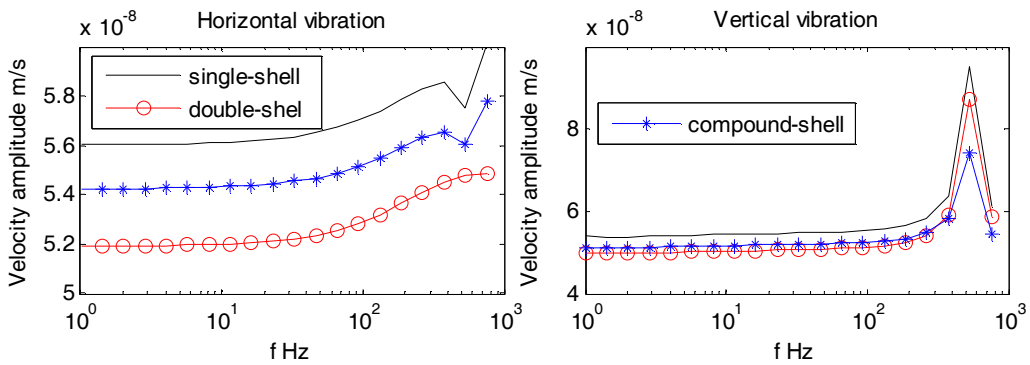 x 10-8
Horizontal vibration
Velocity amplitude m/s
5.8
5.6
5.4
5.2
5
single-shell
double-shel
10^0
10^1
10^2
10^3
f Hz
x 10-8
Vertical vibration
Velocity amplitude m/s
8
6
4
compound-shell
10^0
10^1
10^2
10^3
f Hz